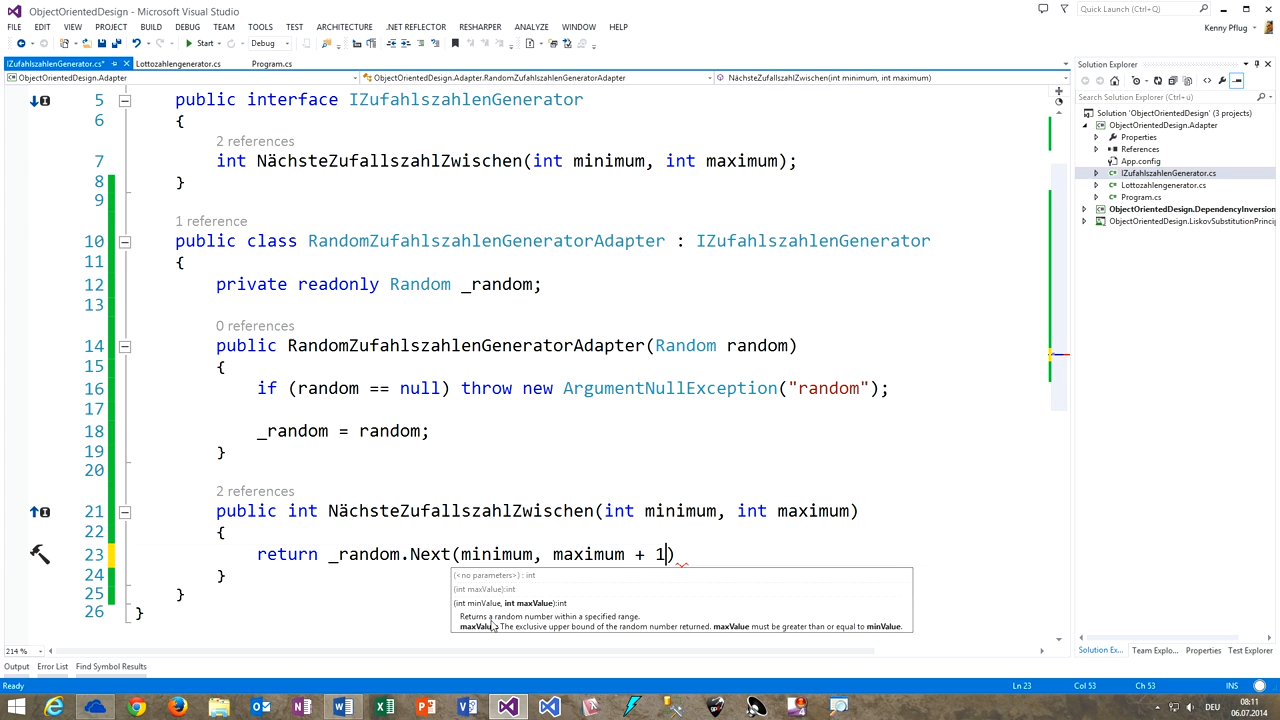 ObjectOrientedDesign - Microsoft Visual Studio
Quick Launch (Ctrl+Q)
FILE EDIT VIEW PROJECT BUILD DEBUG TEAM TOOLS TEST ARCHITECTURE .NET REFLECTOR RESHARPER ANALYZE WINDOW HELP
Kenny Pflug
Start Debug
IZufahlszahlenGenerator.cs* Lottozahlengenerator.cs Program.cs
ObjectOrientedDesign.Adapter ObjectOrientedDesign.Adapter.RandomZufahlszahlenGeneratorAdapter NächsteZufallszahlZwischen(int minimum, int maximum)
5 public interface IZufahlszahlenGenerator
6 {
2 references
7 int NächsteZufallszahlZwischen(int minimum, int maximum);
8 }
9
1 reference
10 public class RandomZufahlszahlenGeneratorAdapter : IZufahlszahlenGenerator
11 {
12 private readonly Random _random;
13
0 references
14 public RandomZufahlszahlenGeneratorAdapter(Random random)
15 {
16 if (random == null) throw new ArgumentNullException("random");
17
18 _random = random;
19 }
20
2 references
21 public int NächsteZufallszahlZwischen(int minimum, int maximum)
22 {
23 return _random.Next(minimum, maximum + 1)
24 }
25 }
26 }
(<no parameters>) : int
(int maxValue):int
(int minValue, int maxValue):int
Returns a random number within a specified range.
maxValue: The exclusive upper bound of the random number returned. maxValue must be greater than or equal to minValue.
214 %
Solution Explorer
Search Solution Explorer (Ctrl+ü)
Solution 'ObjectOrientedDesign' (3 projects)
ObjectOrientedDesign.Adapter
Properties
References
App.config
IZufahlszahlenGenerator.cs
Lottozahlengenerator.cs
Program.cs
ObjectOrientedDesign.DependencyInversion
ObjectOrientedDesign.LiskovSubstitutionPrinci
Solution Ex... Team Explo... Properties Test Explorer
Output Error List Find Symbol Results
Ready Ln 23 Col 53 Ch 53 INS
DEU
08:11
06.07.2014